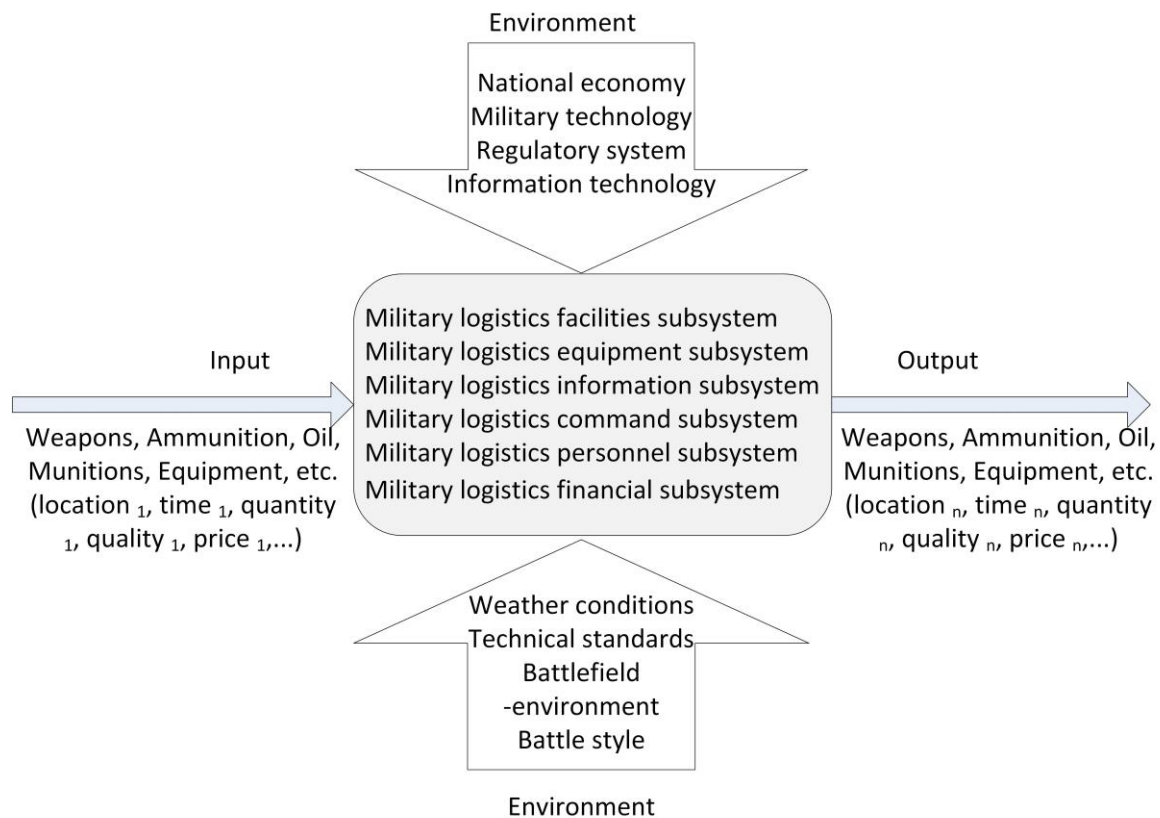 Environment
National economy
Military technology
Regulatory system
Information technology
Military logistics facilities subsystem
Military logistics equipment subsystem
Military logistics information subsystem
Military logistics command subsystem
Military logistics personnel subsystem
Military logistics financial subsystem
Input
Weapons, Ammunition, Oil,
Munitions, Equipment, etc.
(location ₁, time ₁, quantity
₁, quality ₁, price ₁,...)
Output
Weapons, Ammunition, Oil,
Munitions, Equipment, etc.
(location ₙ, time ₙ, quantity
ₙ, quality ₙ, price ₙ,...)
Weather conditions
Technical standards
Battlefield
-environment
Battle style
Environment